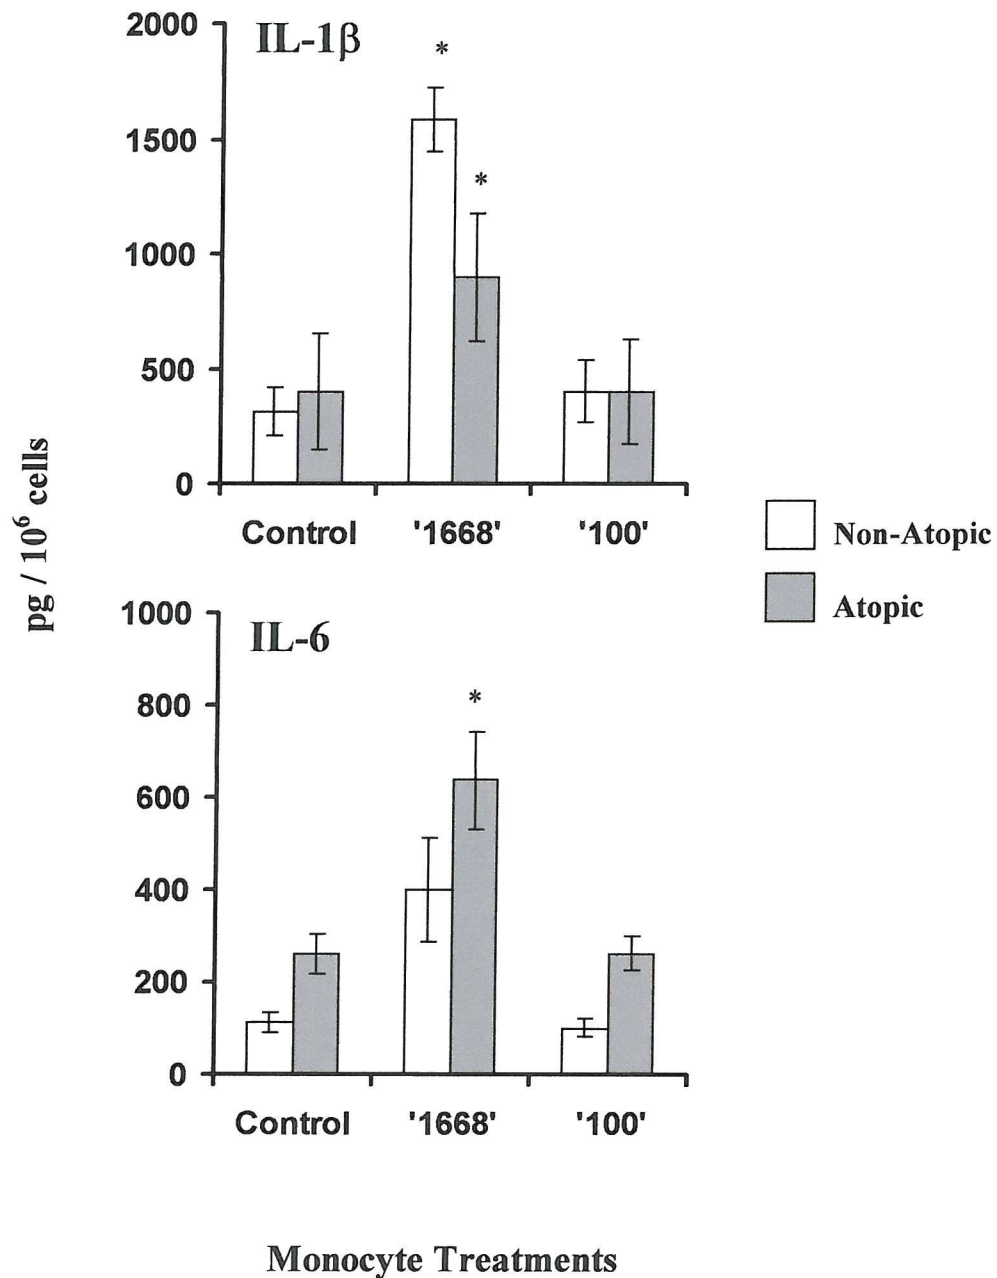 2000
IL-1β
*
1500
*
1000
500
0
Control '1668' '100'
pg / 10⁶ cells
Non-Atopic
Atopic
1000
IL-6
800
*
600
400
200
0
Control '1668' '100'
Monocyte Treatments